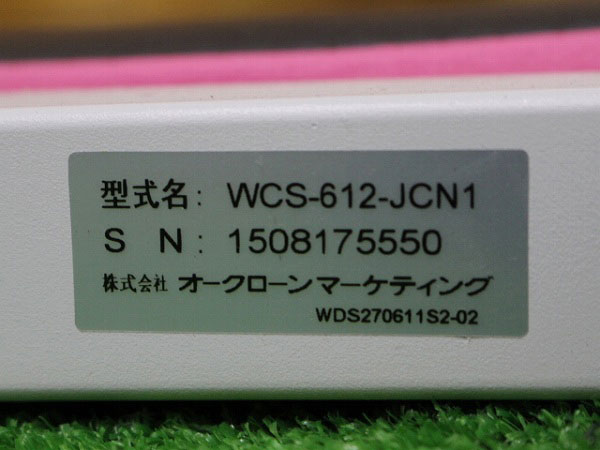 型式名: WCS-612-JCN1
S N: 1508175550
株式会社 オークローンマーケティング
WDS270611S2-02